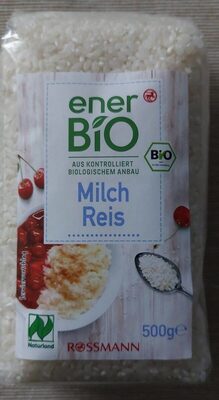 ener
BiO
AUS KONTROLLIERT
BIOLOGISCHEM ANBAU
Bio
Milch
Reis
Naturland
ROSSMANN
500g℮